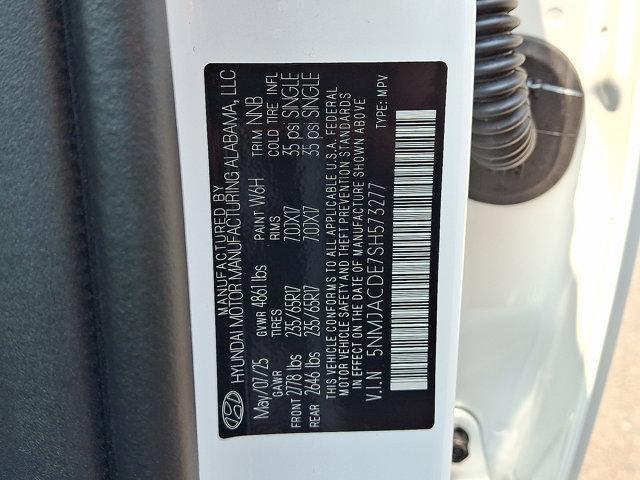 MANUFACTURED BY
HYUNDAI MOTOR MANUFACTURING ALABAMA, LLC
May/07/25 GVWR 4861 lbs PAINT W6H TRIM NNB
GAWR TIRES RIMS COLD TIRE INFL
FRONT 2778 lbs 235/65R17 7.0JX17 35 psi SINGLE
REAR 2646 lbs 235/65R17 7.0JX17 35 psi SINGLE
THIS VEHICLE CONFORMS TO ALL APPLICABLE U.S.A. FEDERAL
MOTOR VEHICLE SAFETY AND THEFT PREVENTION STANDARDS
IN EFFECT ON THE DATE OF MANUFACTURE SHOWN ABOVE
V.I.N 5NMJACDE7SH573277 TYPE: MPV